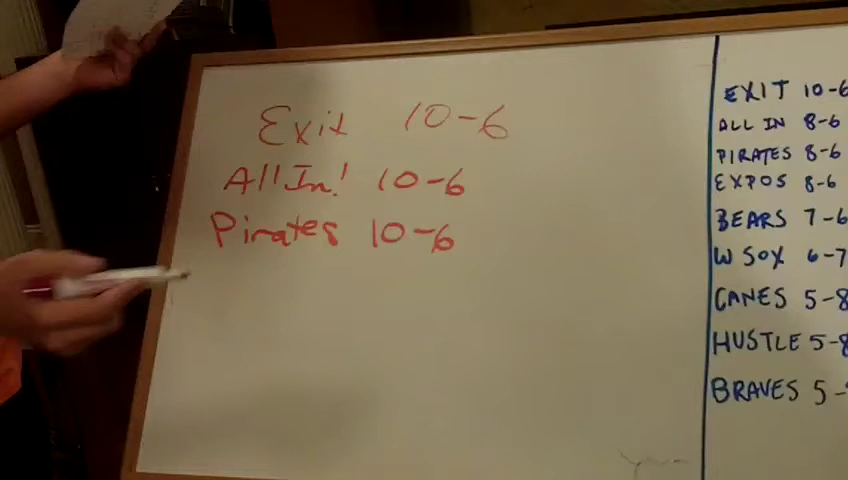 Exit 10-6
All In! 10-6
Pirates 10-6
EXIT 10-6
ALL IN 8-6
PIRATES 8-6
EXPOS 8-6
BEARS 7-6
W SOX 6-7
CANES 5-8
HUSTLE 5-8
BRAVES 5-